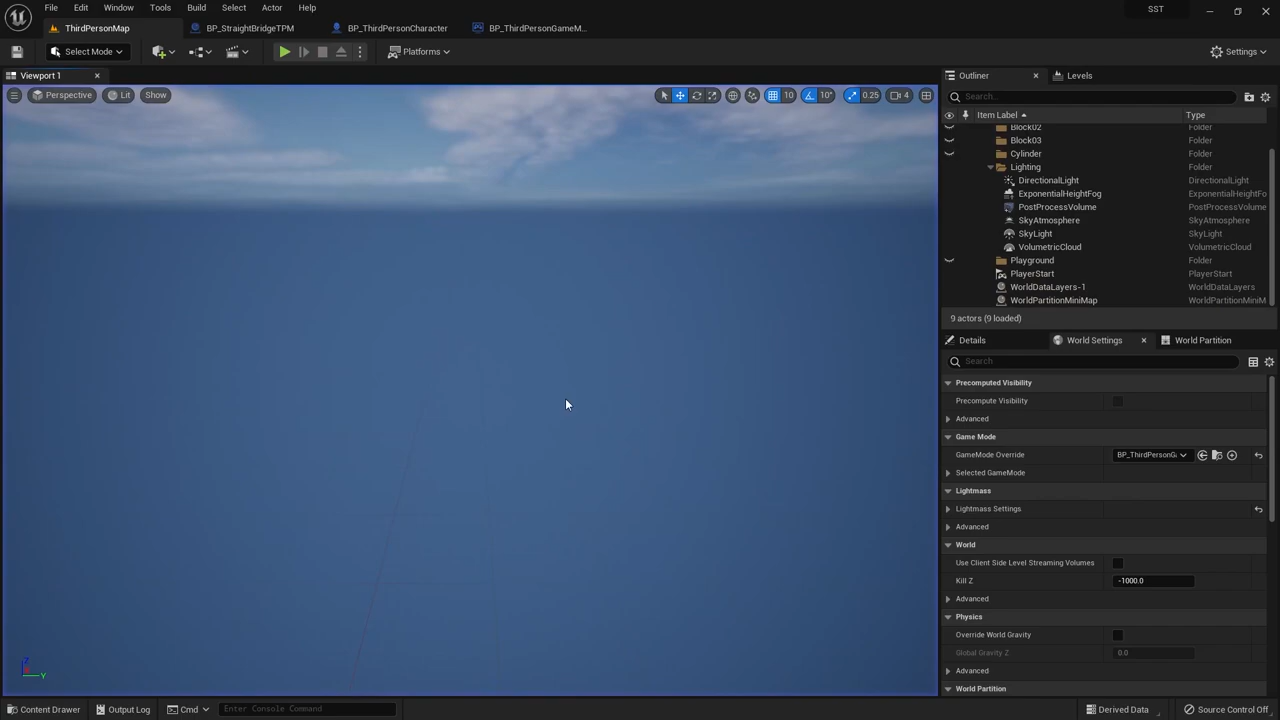 File Edit Window Tools Build Select Actor Help
SST
ThirdPersonMap
BP_StraightBridgeTPM
BP_ThirdPersonCharacter
BP_ThirdPersonGameM...
Select Mode
Platforms
Settings
Viewport 1
Perspective
Lit
Show
10
10°
0.25
4
Outliner
Levels
Search...
Item Label
Type
Block02 Folder
Block03 Folder
Cylinder Folder
Lighting Folder
DirectionalLight DirectionalLight
ExponentialHeightFog ExponentialHeightFo
PostProcessVolume PostProcessVolume
SkyAtmosphere SkyAtmosphere
SkyLight SkyLight
VolumetricCloud VolumetricCloud
Playground Folder
PlayerStart PlayerStart
WorldDataLayers-1 WorldDataLayers
WorldPartitionMiniMap WorldPartitionMiniM
9 actors (9 loaded)
Details
World Settings
World Partition
Search
Precomputed Visibility
Precompute Visibility
Advanced
Game Mode
GameMode Override BP_ThirdPersonGa
Selected GameMode
Lightmass
Lightmass Settings
Advanced
World
Use Client Side Level Streaming Volumes
Kill Z -1000.0
Advanced
Physics
Override World Gravity
Global Gravity Z 0.0
Advanced
World Partition
Z
Y
Content Drawer
Output Log
Cmd
Enter Console Command
Derived Data
Source Control Off